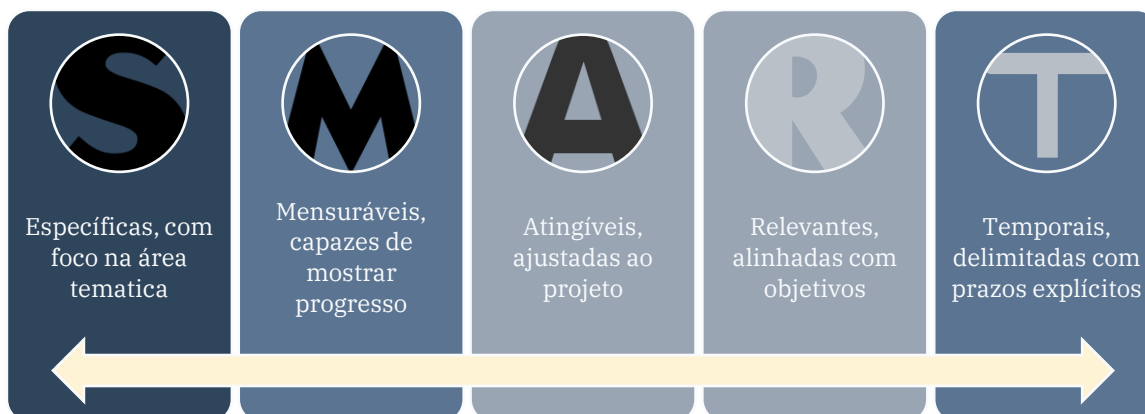 S
Específicas, com
foco na área
tematica
M
Mensuráveis,
capazes de
mostrar
progresso
A
Atingíveis,
ajustadas ao
projeto
R
Relevantes,
alinhadas com
objetivos
T
Temporais,
delimitadas com
prazos explícitos